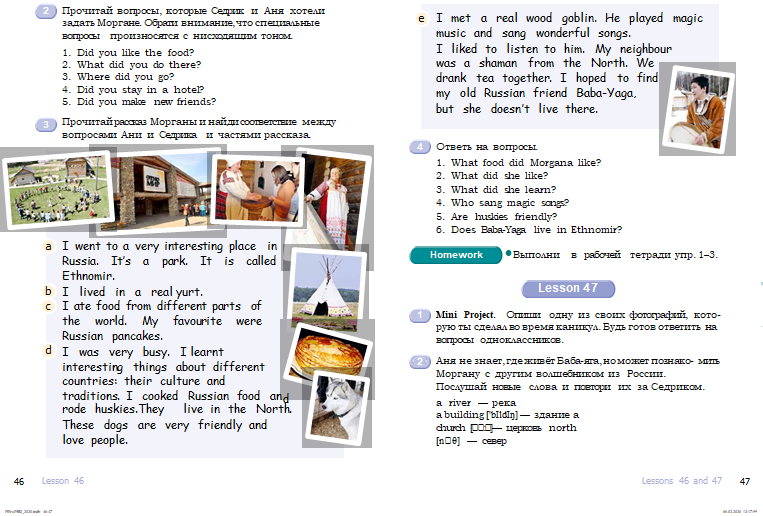 2 Прочитай вопросы, которые Седрик и Аня хотели
задать Моргане. Обрати внимание, что специальные
вопросы произносятся с нисходящим тоном.
1. Did you like the food?
2. What did you do there?
3. Where did you go?
4. Did you stay in a hotel?
5. Did you make new friends?
3 Прочитай рассказ Морганы и найди соответствие между
вопросами Ани и Седрика и частями рассказа.
a I went to a very interesting place in
Russia. It's a park. It is called
Ethnomir.
b I lived in a real yurt.
c I ate food from different parts of
the world. My favourite were
Russian pancakes.
d I was very busy. I learnt
interesting things about different
countries: their culture and
traditions. I cooked Russian food and
d
rode huskies.They live in the North.
These dogs are very friendly and
love people.
46 Lesson 46
e I met a real wood goblin. He played magic
music and sang wonderful songs.
I liked to listen to him. My neighbour
was a shaman from the North. We
drank tea together. I hoped to find
my old Russian friend Baba-Yaga,
but she doesn't live there.
4 Ответь на вопросы.
1. What food did Morgana like?
2. What did she like?
3. What did she learn?
4. Who sang magic songs?
5. Are huskies friendly?
6. Does Baba-Yaga live in Ethnomir?
Homework • Выполни в рабочей тетради упр. 1–3.
Lesson 47
1 Mini Project. Опиши одну из своих фотографий, кото-
рую ты сделал во время каникул. Будь готов ответить на
вопросы одноклассников.
2 Аня не знает, где живёт Баба-яга, но может познако- мить
Моргану с другим волшебником из России.
Послушай новые слова и повтори их за Седриком.
a river — река
a building ['bIldIŋ] — здание a
church [▯▯▯]— церковь north
[n▯θ] — север
Lessons 46 and 47 47